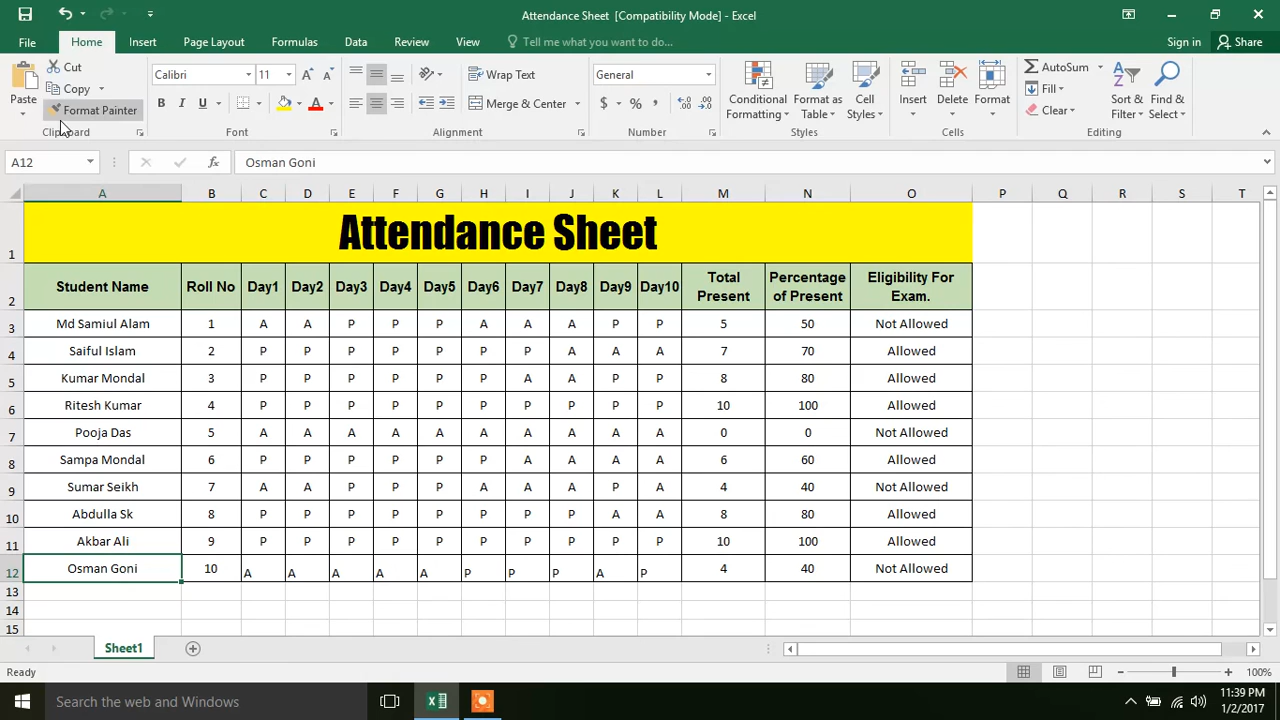 Attendance Sheet [Compatibility Mode] - Excel
File Home Insert Page Layout Formulas Data Review View Tell me what you want to do... Sign in Share
Paste Cut Copy Format Painter Clipboard
Calibri 11 B I U A Font
Wrap Text Merge & Center Alignment
General $ % , Number
Conditional Formatting Format as Table Cell Styles Styles
Insert Delete Format Cells
AutoSum Fill Clear Sort & Filter Find & Select Editing
A12 fx Osman Goni
A B C D E F G H I J K L M N O P Q R S T
1 Attendance Sheet
2 Student Name Roll No Day1 Day2 Day3 Day4 Day5 Day6 Day7 Day8 Day9 Day10 Total Present Percentage of Present Eligibility For Exam.
3 Md Samiul Alam 1 A A P P P A A A P P 5 50 Not Allowed
4 Saiful Islam 2 P P P P P P P A A A 7 70 Allowed
5 Kumar Mondal 3 P P P P P P A A P P 8 80 Allowed
6 Ritesh Kumar 4 P P P P P P P P P P 10 100 Allowed
7 Pooja Das 5 A A A A A A A A A A 0 0 Not Allowed
8 Sampa Mondal 6 P P P P P P A A A A 6 60 Allowed
9 Sumar Seikh 7 A A P P P A A A P A 4 40 Not Allowed
10 Abdulla Sk 8 P P P P P P P P A A 8 80 Allowed
11 Akbar Ali 9 P P P P P P P P P P 10 100 Allowed
12 Osman Goni 10 A A A A A P P P A P 4 40 Not Allowed
13
14
15
Sheet1
Ready 100%
Search the web and Windows
11:39 PM
1/2/2017